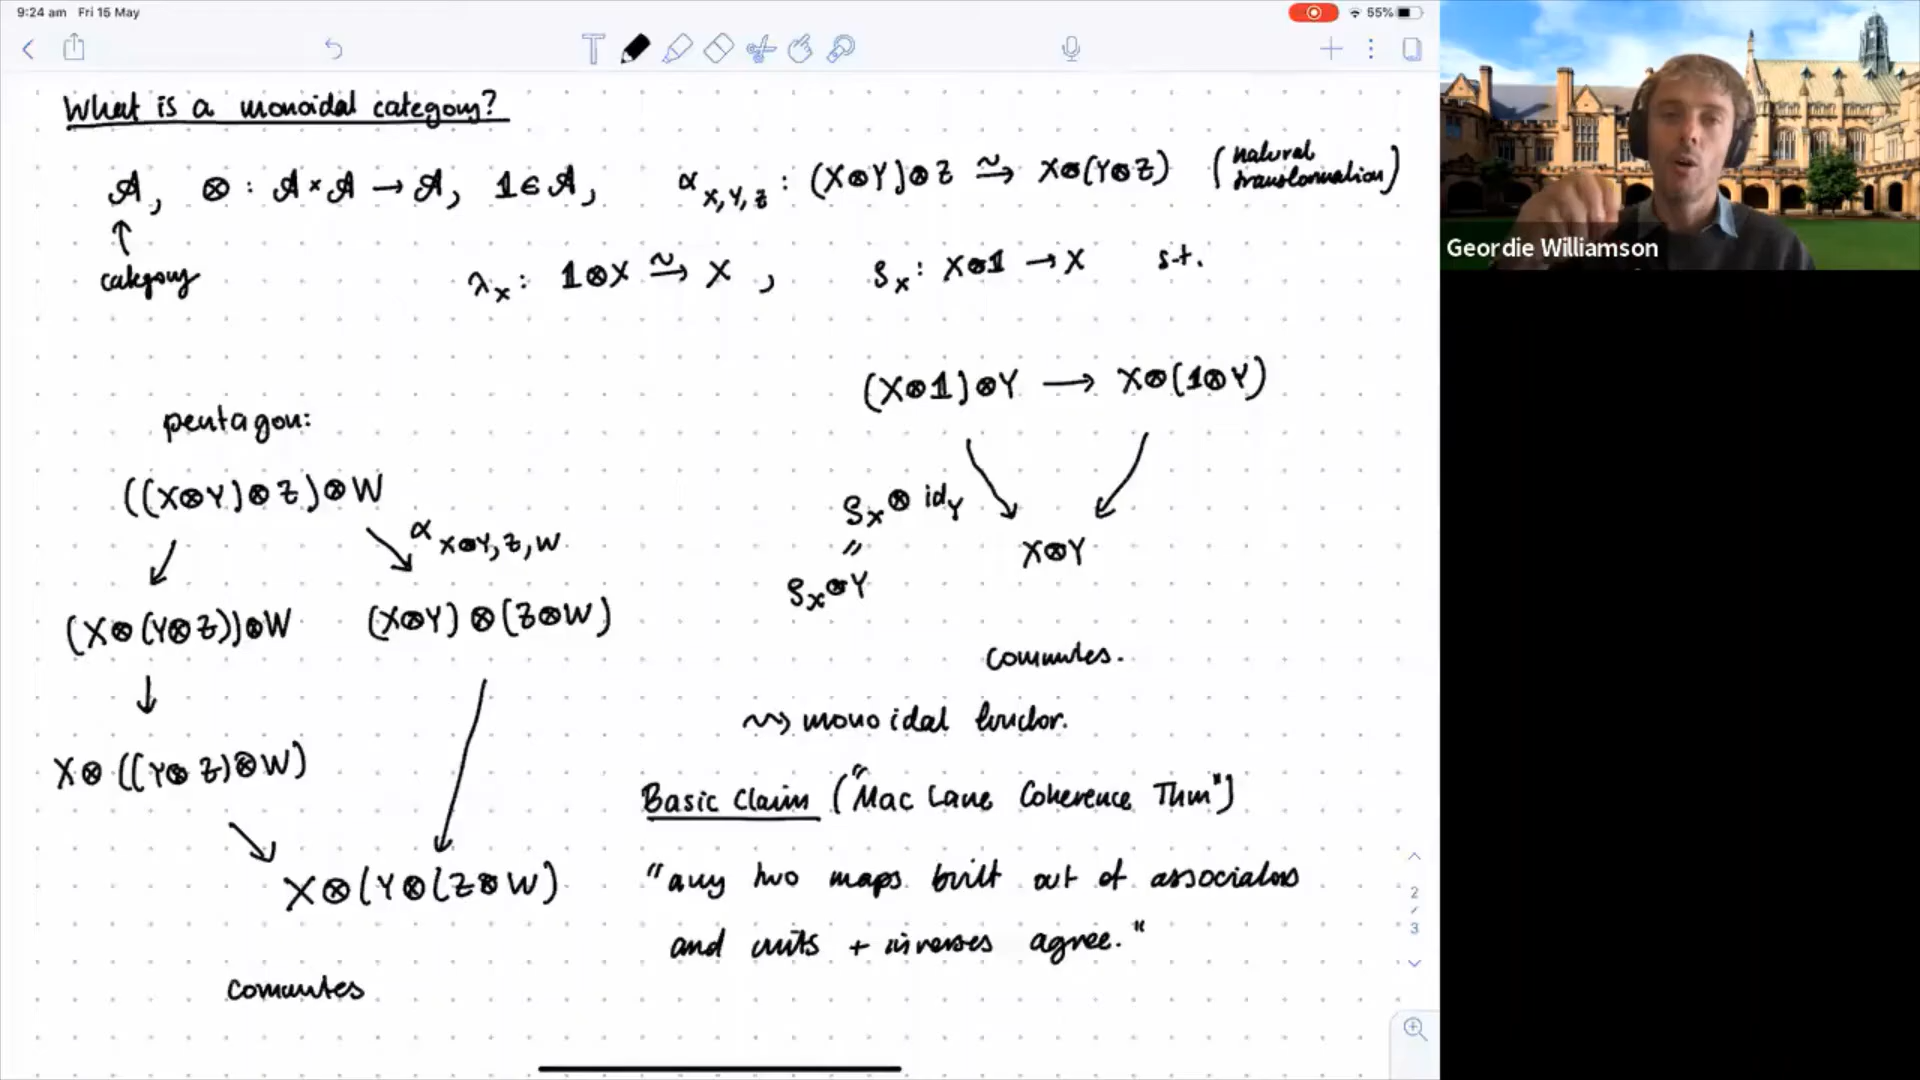 9:24 am Fri 15 May
55%
What is a monoidal category?
𝒜, ⊗ : 𝒜 × 𝒜 → 𝒜, 1 ∈ 𝒜, α_{X,Y,Z} : (X⊗Y)⊗Z ⥲ X⊗(Y⊗Z) (natural transformation)
↑
category
λ_X : 1⊗X ⥲ X , ρ_X : X⊗1 → X s.t.
pentagon:
((X⊗Y)⊗Z)⊗W
α_{X⊗Y,Z,W}
(X⊗(Y⊗Z))⊗W (X⊗Y)⊗(Z⊗W)
X⊗((Y⊗Z)⊗W)
X⊗(Y⊗(Z⊗W)
commutes
(X⊗1)⊗Y → X⊗(1⊗Y)
ρ_X ⊗ id_Y
=
ρ_X⊗Y
X⊗Y
commutes.
⇝ monoidal functor.
Basic Claim ("Mac Lane Coherence Thm")
"any two maps built out of associators
and units + inverses agree."
2
/
3
Geordie Williamson